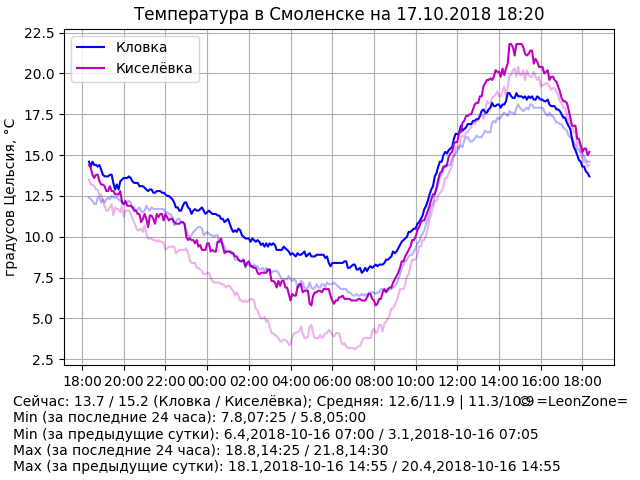 Температура в Смоленске на 17.10.2018 18:20
22.5
20.0
17.5
15.0
12.5
10.0
7.5
5.0
2.5
градусов Цельсия, °C
Кловка
Киселёвка
18:00 20:00 22:00 00:00 02:00 04:00 06:00 08:00 10:00 12:00 14:00 16:00 18:00
Сейчас: 13.7 / 15.2 (Кловка / Киселёвка); Средняя: 12.6/11.9 | 11.3/10.9
=LeonZone=
Min (за последние 24 часа): 7.8,07:25 / 5.8,05:00
Min (за предыдущие сутки): 6.4,2018-10-16 07:00 / 3.1,2018-10-16 07:05
Max (за последние 24 часа): 18.8,14:25 / 21.8,14:30
Max (за предыдущие сутки): 18.1,2018-10-16 14:55 / 20.4,2018-10-16 14:55